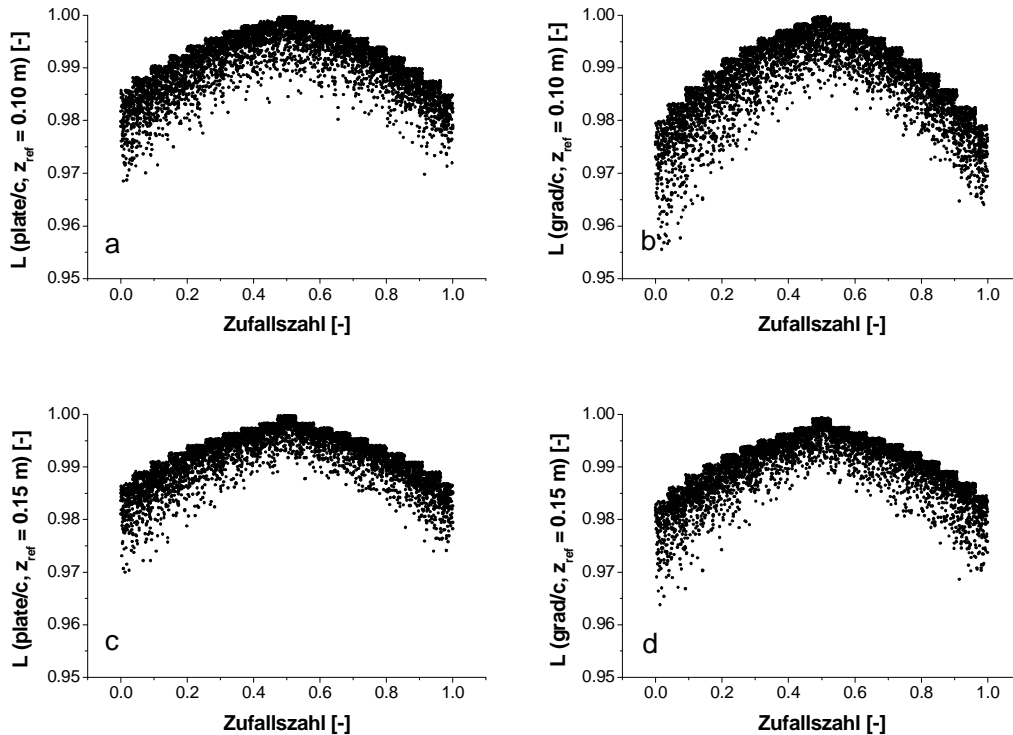 L (plate/c, z_ref = 0.10 m) [-]
1.00
0.99
0.98
0.97
0.96
0.95
a
0.0 0.2 0.4 0.6 0.8 1.0
Zufallszahl [-]
L (grad/c, z_ref = 0.10 m) [-]
1.00
0.99
0.98
0.97
0.96
0.95
b
0.0 0.2 0.4 0.6 0.8 1.0
Zufallszahl [-]
L (plate/c, z_ref = 0.15 m) [-]
1.00
0.99
0.98
0.97
0.96
0.95
c
0.0 0.2 0.4 0.6 0.8 1.0
Zufallszahl [-]
L (grad/c, z_ref = 0.15 m) [-]
1.00
0.99
0.98
0.97
0.96
0.95
d
0.0 0.2 0.4 0.6 0.8 1.0
Zufallszahl [-]